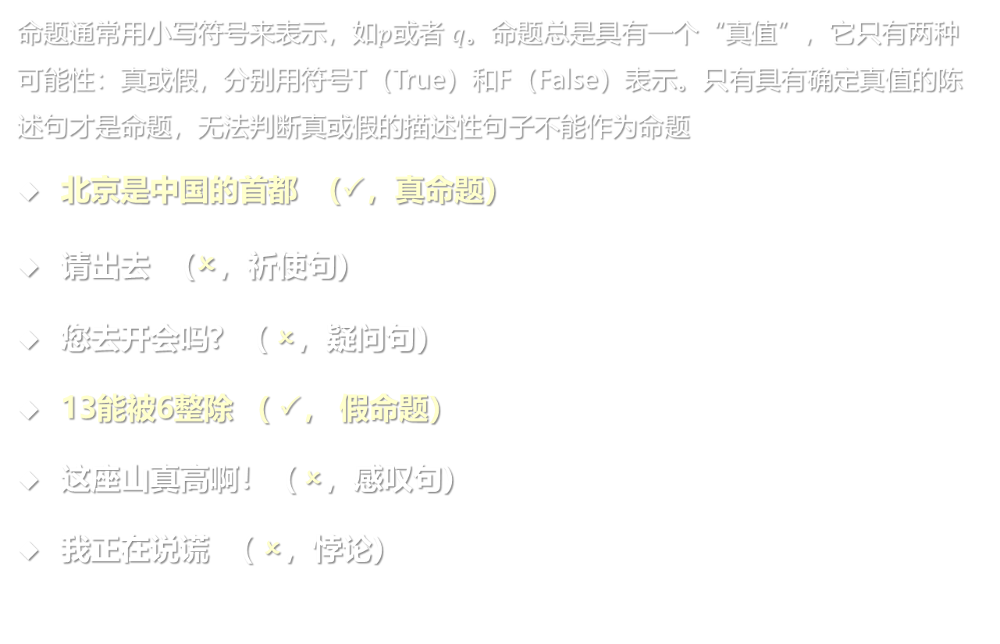 命题通常用小写符号来表示，如p或者 q。命题总是具有一个“真值”，它只有两种
可能性：真或假，分别用符号T（True）和F（False）表示。只有具有确定真值的陈
述句才是命题，无法判断真或假的描述性句子不能作为命题
◆ 北京是中国的首都 （✓，真命题）
◆ 请出去 （×，祈使句）
◆ 您去开会吗？ （ ×，疑问句）
◆ 13能被6整除 （ ✓， 假命题）
◆ 这座山真高啊！ （ ×，感叹句）
◆ 我正在说谎 （ ×，悖论）